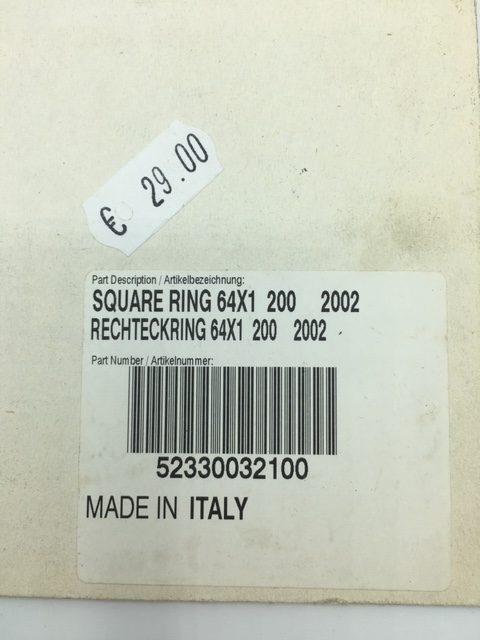 € 29.00
Part Description / Artikelbezeichnung:
SQUARE RING 64X1 200 2002
RECHTECKRING 64X1 200 2002
Part Number / Artikelnummer:
52330032100
MADE IN ITALY